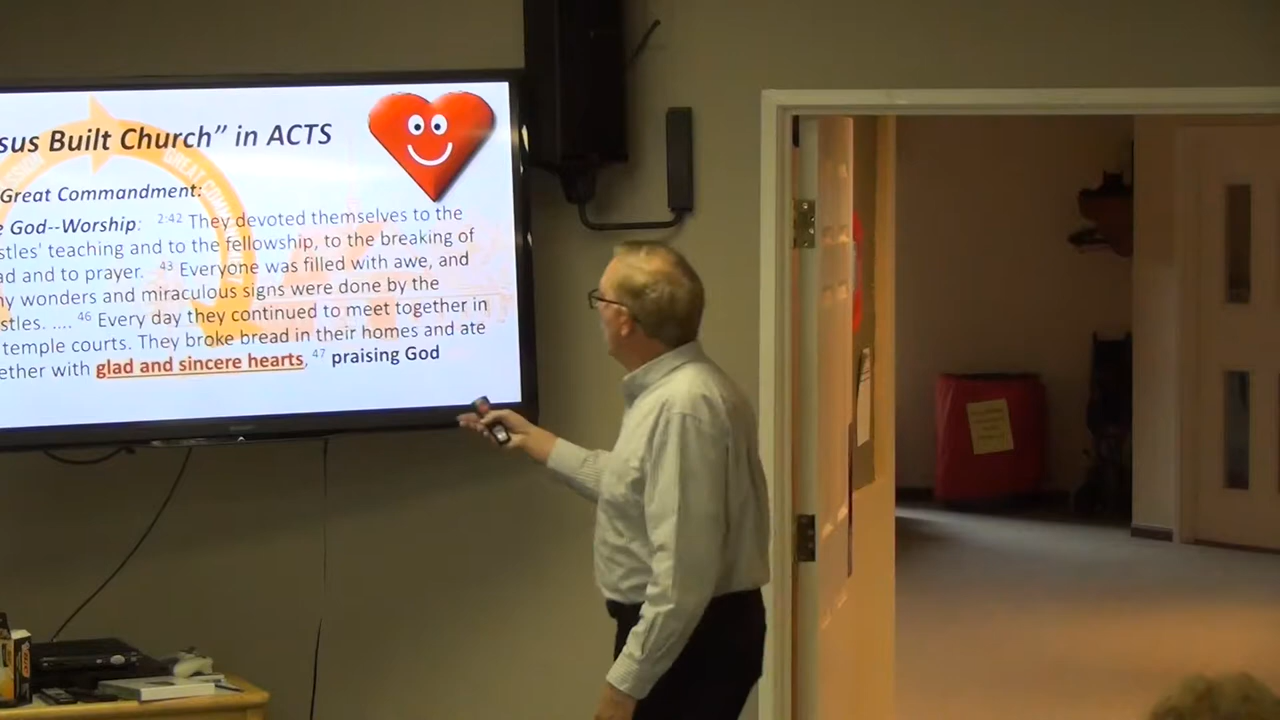 sus Built Church” in ACTS
Great Commandment:
e God--Worship: 2:42 They devoted themselves to the
stles' teaching and to the fellowship, to the breaking of
ad and to prayer. 43 Everyone was filled with awe, and
ny wonders and miraculous signs were done by the
stles. .... 46 Every day they continued to meet together in
temple courts. They broke bread in their homes and ate
ether with glad and sincere hearts, 47 praising God
GREAT COMM